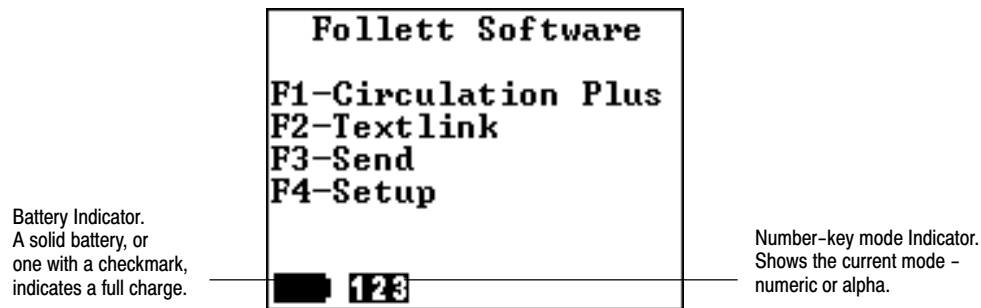 Follett Software
F1-Circulation Plus
F2-Textlink
F3-Send
F4-Setup
Battery Indicator.
A solid battery, or
one with a checkmark,
indicates a full charge.
123
Number-key mode Indicator.
Shows the current mode -
numeric or alpha.